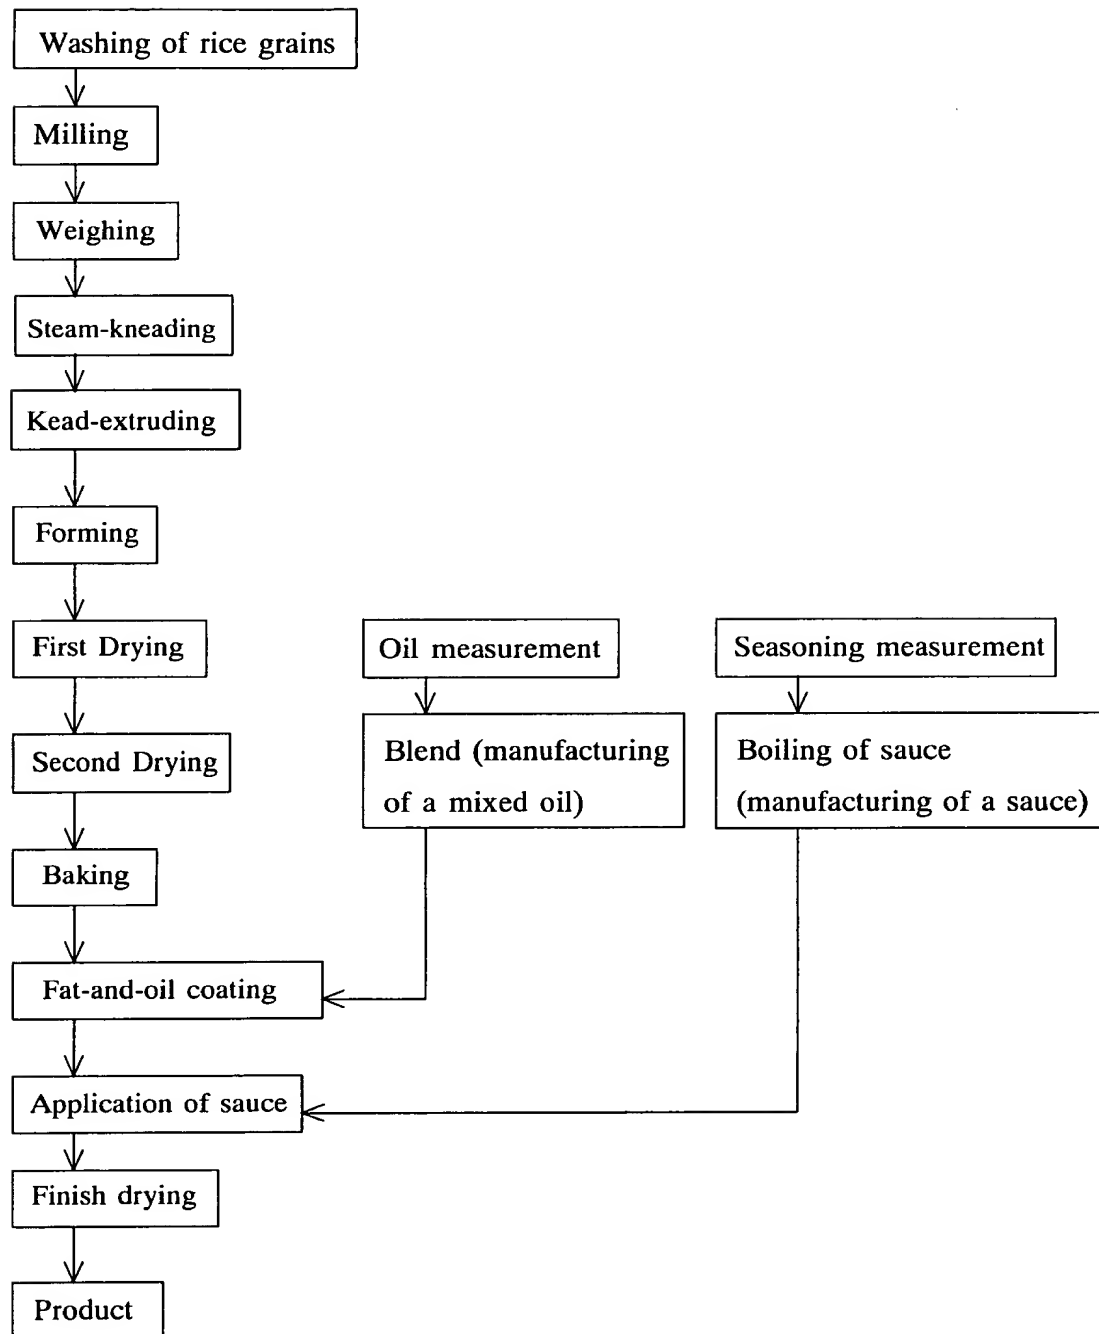 Washing of rice grains
Milling
Weighing
Steam-kneading
Kead-extruding
Forming
First Drying
Oil measurement
Seasoning measurement
Second Drying
Blend (manufacturing
of a mixed oil)
Boiling of sauce
(manufacturing of a sauce)
Baking
Fat-and-oil coating
Application of sauce
Finish drying
Product